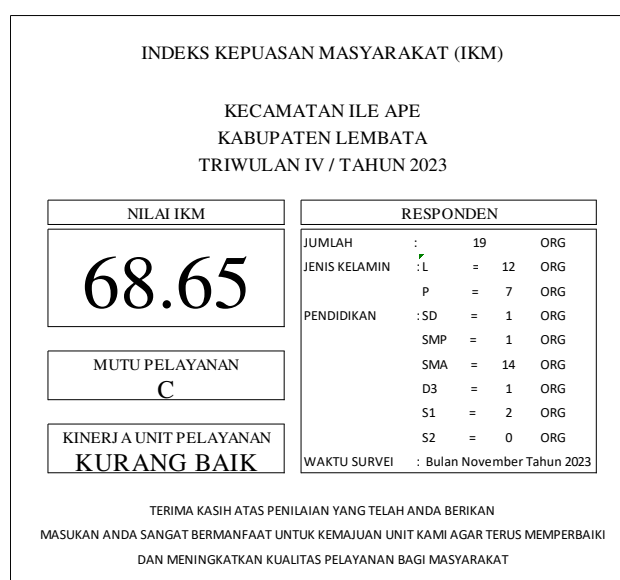 INDEKS KEPUASAN MASYARAKAT (IKM)
KECAMATAN ILE APE
KABUPATEN LEMBATA
TRIWULAN IV / TAHUN 2023
NILAI IKM
68.65
MUTU PELAYANAN
C
KINERJA UNIT PELAYANAN
KURANG BAIK
RESPONDEN
JUMLAH : 19 ORG
JENIS KELAMIN : L = 12 ORG
P = 7 ORG
PENDIDIKAN : SD = 1 ORG
SMP = 1 ORG
SMA = 14 ORG
D3 = 1 ORG
S1 = 2 ORG
S2 = 0 ORG
WAKTU SURVEI : Bulan November Tahun 2023
TERIMA KASIH ATAS PENILAIAN YANG TELAH ANDA BERIKAN
MASUKAN ANDA SANGAT BERMANFAAT UNTUK KEMAJUAN UNIT KAMI AGAR TERUS MEMPERBAIKI
DAN MENINGKATKAN KUALITAS PELAYANAN BAGI MASYARAKAT